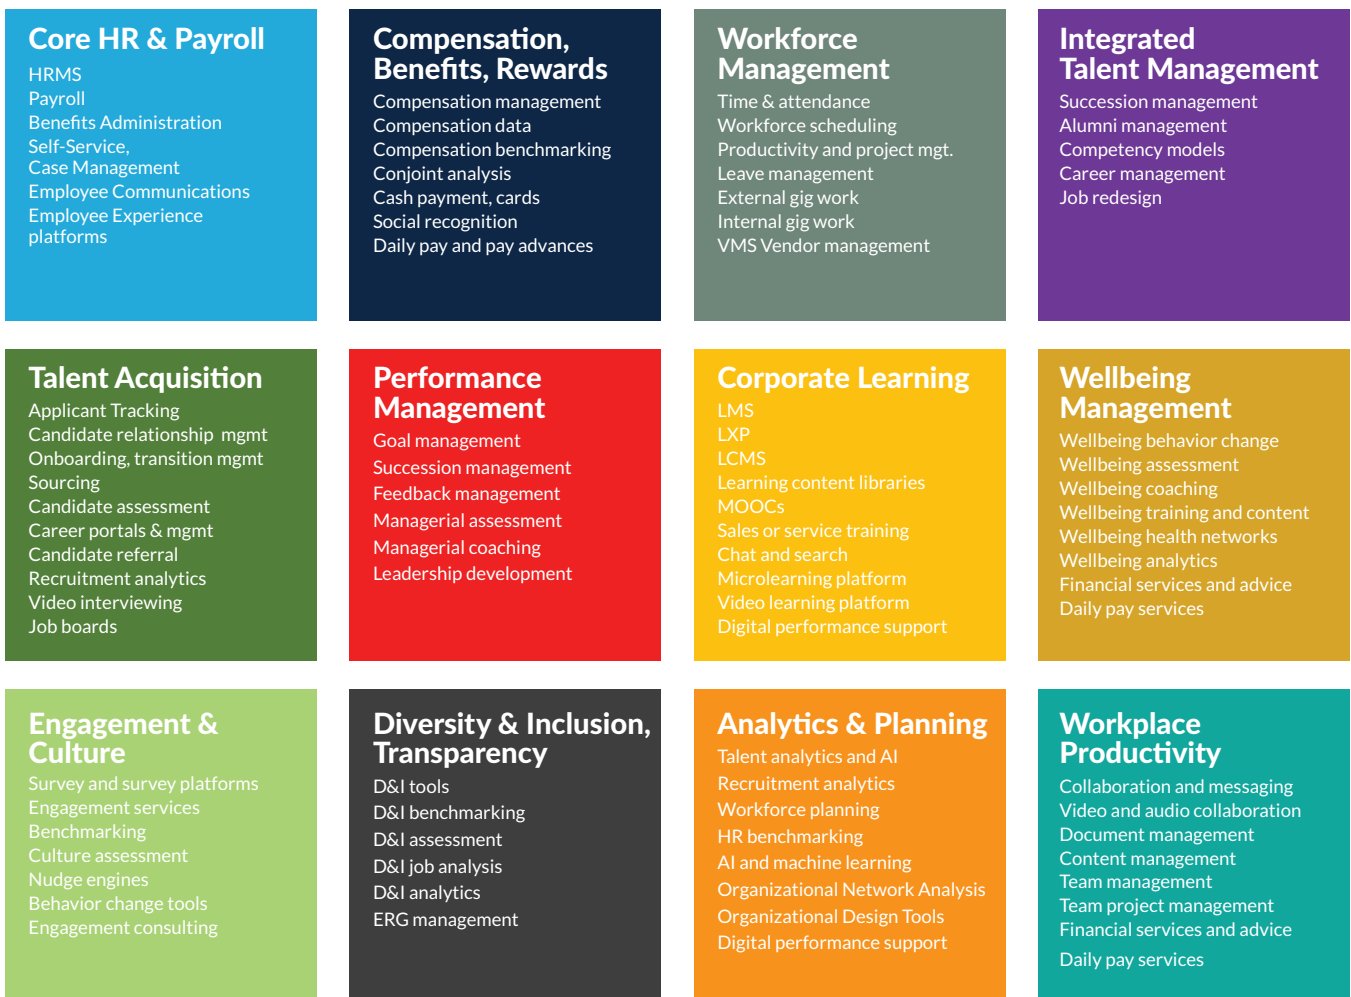 Core HR & Payroll
HRMS
Payroll
Benefits Administration
Self-Service,
Case Management
Employee Communications
Employee Experience
platforms
Compensation,
Benefits, Rewards
Compensation management
Compensation data
Compensation benchmarking
Conjoint analysis
Cash payment, cards
Social recognition
Daily pay and pay advances
Workforce
Management
Time & attendance
Workforce scheduling
Productivity and project mgt.
Leave management
External gig work
Internal gig work
VMS Vendor management
Integrated
Talent Management
Succession management
Alumni management
Competency models
Career management
Job redesign
Talent Acquisition
Applicant Tracking
Candidate relationship mgmt
Onboarding, transition mgmt
Sourcing
Candidate assessment
Career portals & mgmt
Candidate referral
Recruitment analytics
Video interviewing
Job boards
Performance
Management
Goal management
Succession management
Feedback management
Managerial assessment
Managerial coaching
Leadership development
Corporate Learning
LMS
LXP
LCMS
Learning content libraries
MOOCs
Sales or service training
Chat and search
Microlearning platform
Video learning platform
Digital performance support
Wellbeing
Management
Wellbeing behavior change
Wellbeing assessment
Wellbeing coaching
Wellbeing training and content
Wellbeing health networks
Wellbeing analytics
Financial services and advice
Daily pay services
Engagement &
Culture
Survey and survey platforms
Engagement services
Benchmarking
Culture assessment
Nudge engines
Behavior change tools
Engagement consulting
Diversity & Inclusion,
Transparency
D&I tools
D&I benchmarking
D&I assessment
D&I job analysis
D&I analytics
ERG management
Analytics & Planning
Talent analytics and AI
Recruitment analytics
Workforce planning
HR benchmarking
AI and machine learning
Organizational Network Analysis
Organizational Design Tools
Digital performance support
Workplace
Productivity
Collaboration and messaging
Video and audio collaboration
Document management
Content management
Team management
Team project management
Financial services and advice
Daily pay services